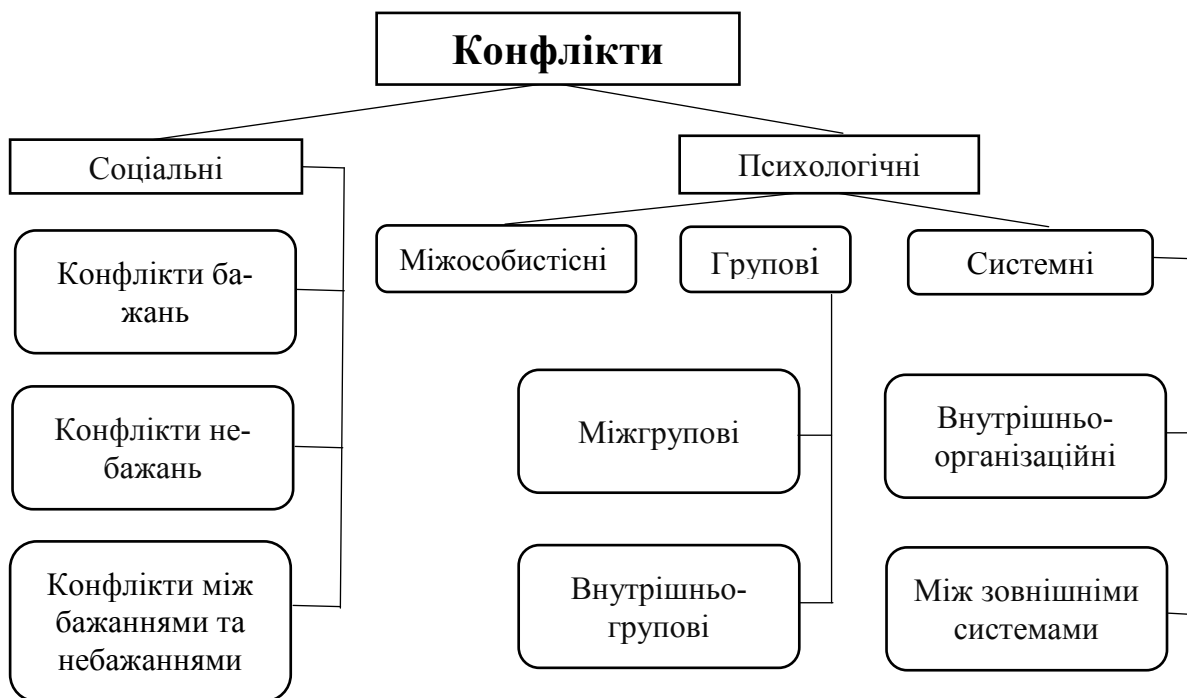 Конфлікти
Соціальні
Психологічні
Міжособистісні
Групові
Системні
Конфлікти ба-
жань
Конфлікти не-
бажань
Міжгрупові
Внутрішньо-
організаційні
Конфлікти між
бажаннями та
небажаннями
Внутрішньо-
групові
Між зовнішніми
системами